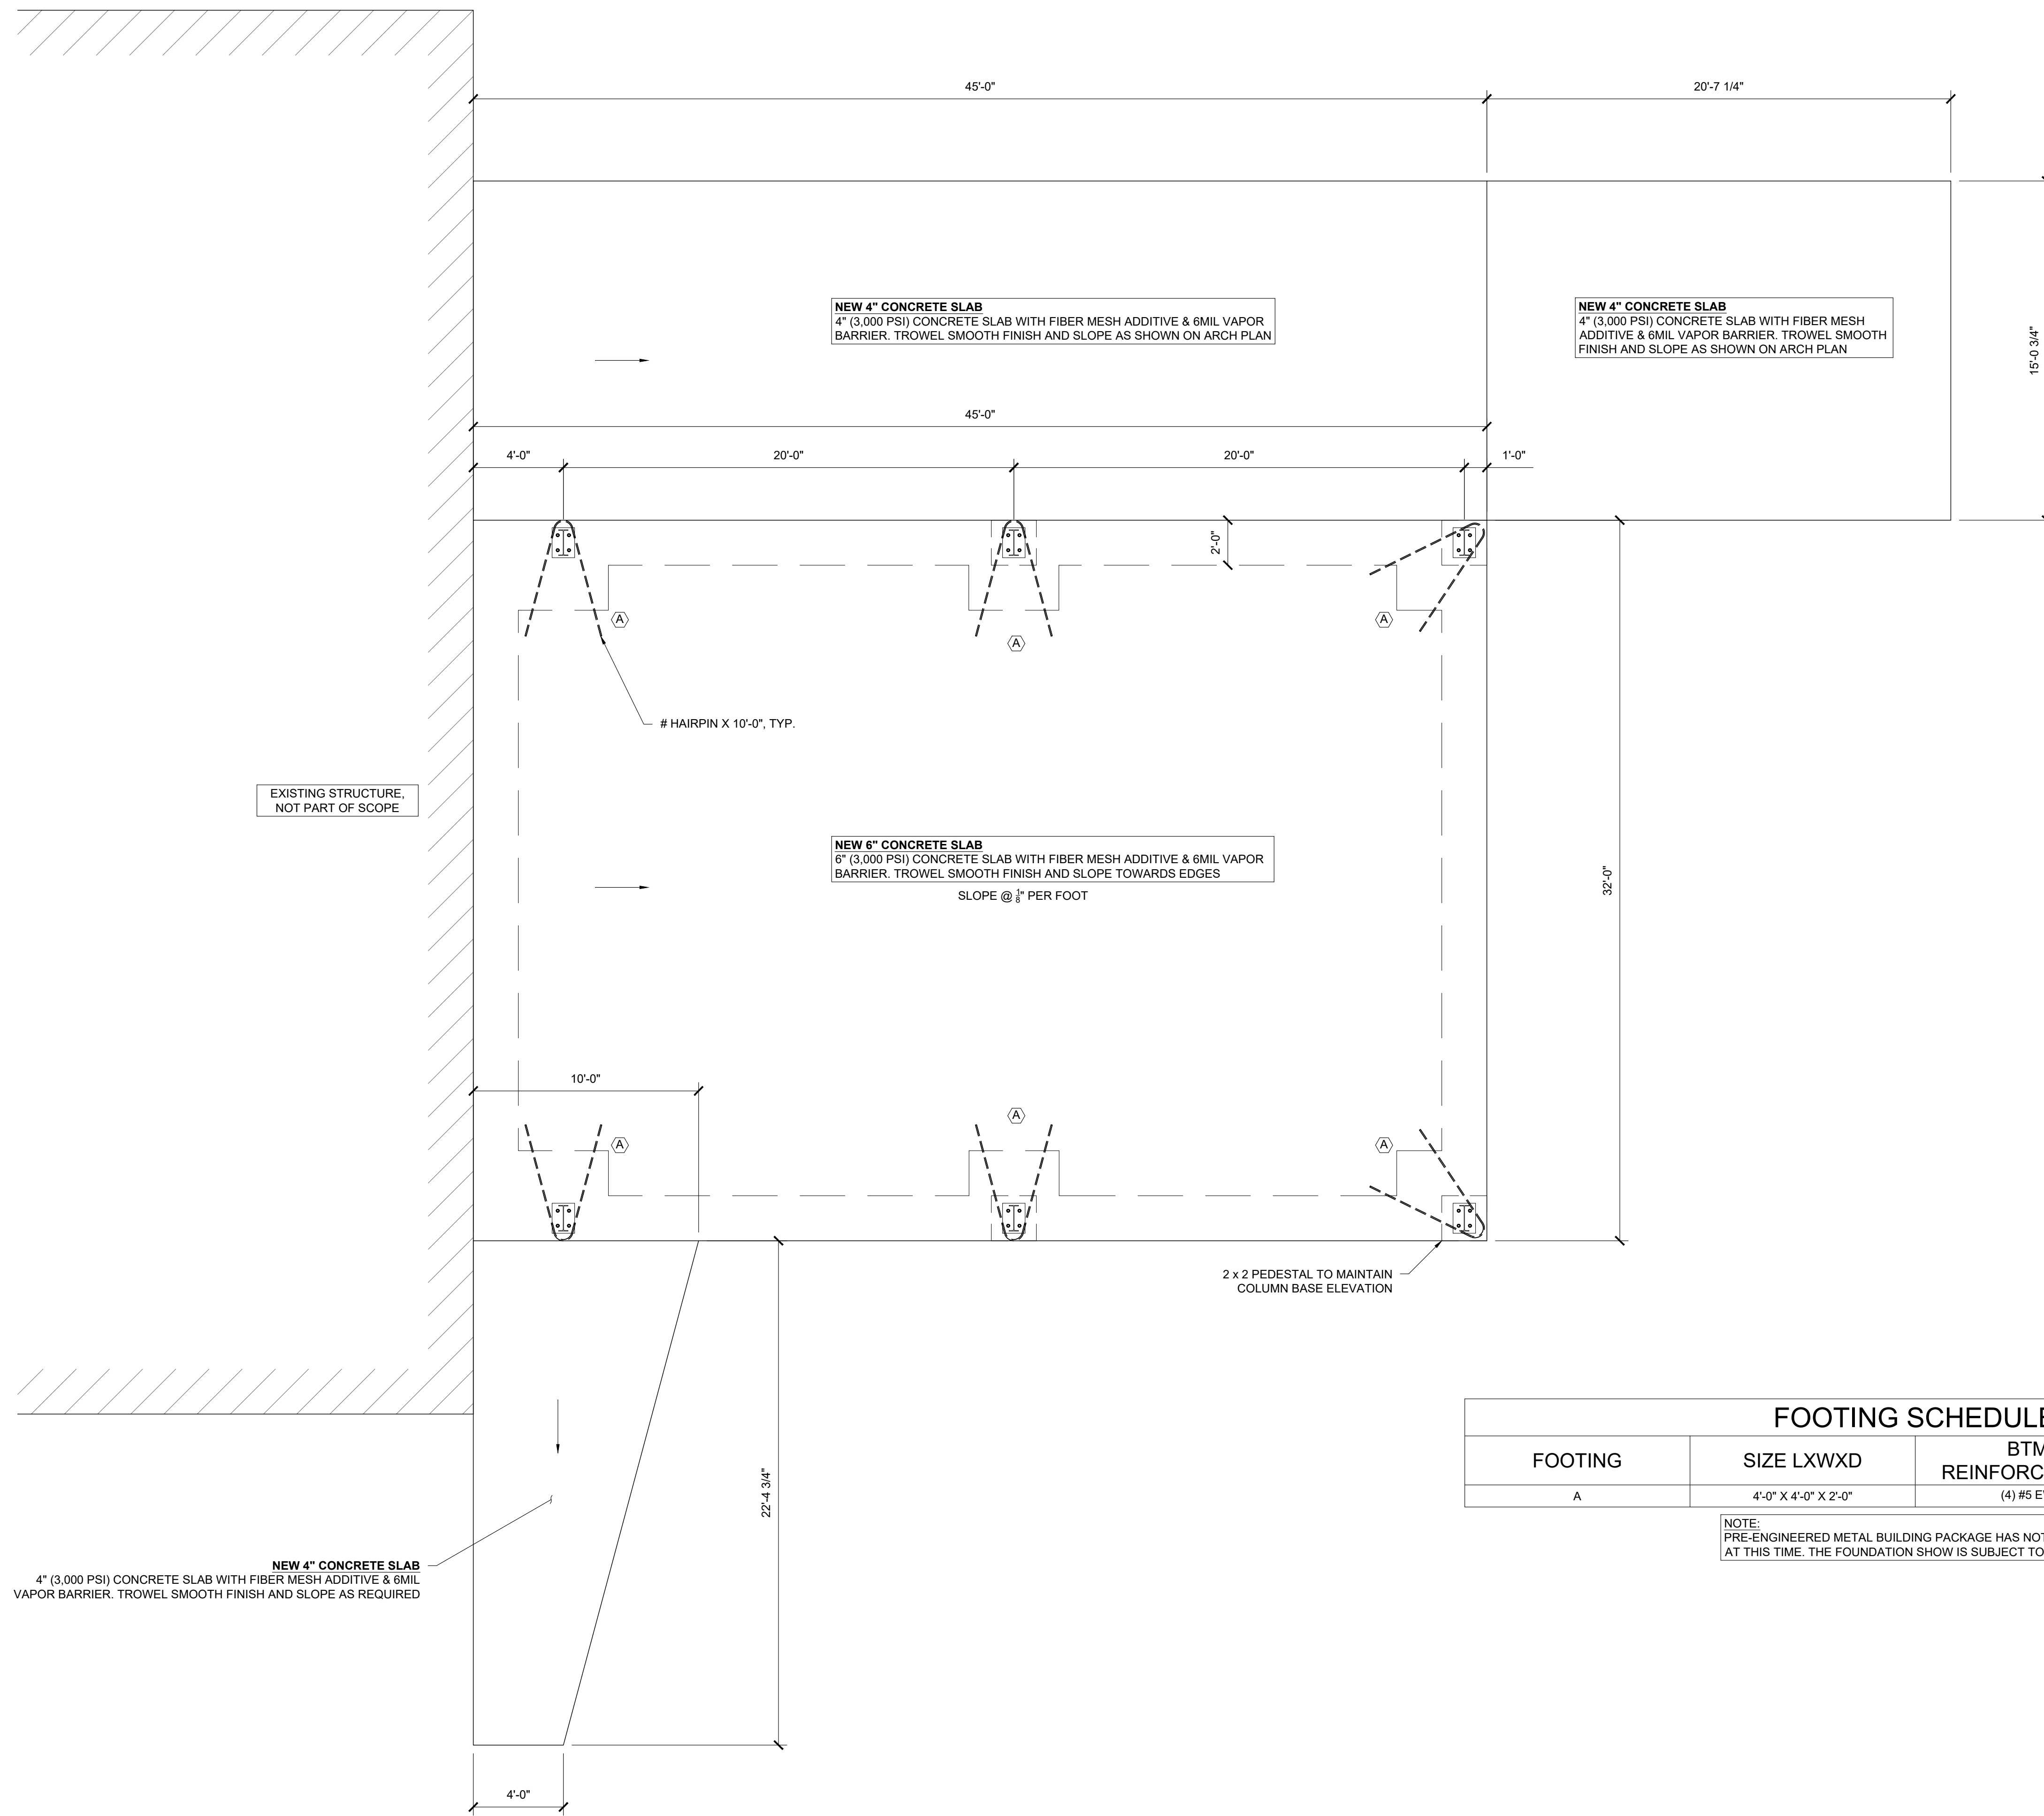 45'-0"
20'-7 1/4"
NEW 4" CONCRETE SLAB
4" (3,000 PSI) CONCRETE SLAB WITH FIBER MESH ADDITIVE & 6MIL VAPOR
BARRIER. TROWEL SMOOTH FINISH AND SLOPE AS SHOWN ON ARCH PLAN
NEW 4" CONCRETE SLAB
4" (3,000 PSI) CONCRETE SLAB WITH FIBER MESH
ADDITIVE & 6MIL VAPOR BARRIER. TROWEL SMOOTH
FINISH AND SLOPE AS SHOWN ON ARCH PLAN
15'-0 3/4"
45'-0"
4'-0"
20'-0"
20'-0"
1'-0"
2'-0"
A
A
A
# HAIRPIN X 10'-0", TYP.
EXISTING STRUCTURE,
NOT PART OF SCOPE
NEW 6" CONCRETE SLAB
6" (3,000 PSI) CONCRETE SLAB WITH FIBER MESH ADDITIVE & 6MIL VAPOR
BARRIER. TROWEL SMOOTH FINISH AND SLOPE TOWARDS EDGES
SLOPE @ 1/8" PER FOOT
32'-0"
10'-0"
A
A
A
2 x 2 PEDESTAL TO MAINTAIN
COLUMN BASE ELEVATION
22'-4 3/4"
NEW 4" CONCRETE SLAB
4" (3,000 PSI) CONCRETE SLAB WITH FIBER MESH ADDITIVE & 6MIL
VAPOR BARRIER. TROWEL SMOOTH FINISH AND SLOPE AS REQUIRED
4'-0"
FOOTING SCHEDULE
FOOTING
SIZE LXWXD
BTM
REINFORC
A
4'-0" X 4'-0" X 2'-0"
(4) #5 E
NOTE:
PRE-ENGINEERED METAL BUILDING PACKAGE HAS NOT
AT THIS TIME. THE FOUNDATION SHOW IS SUBJECT TO